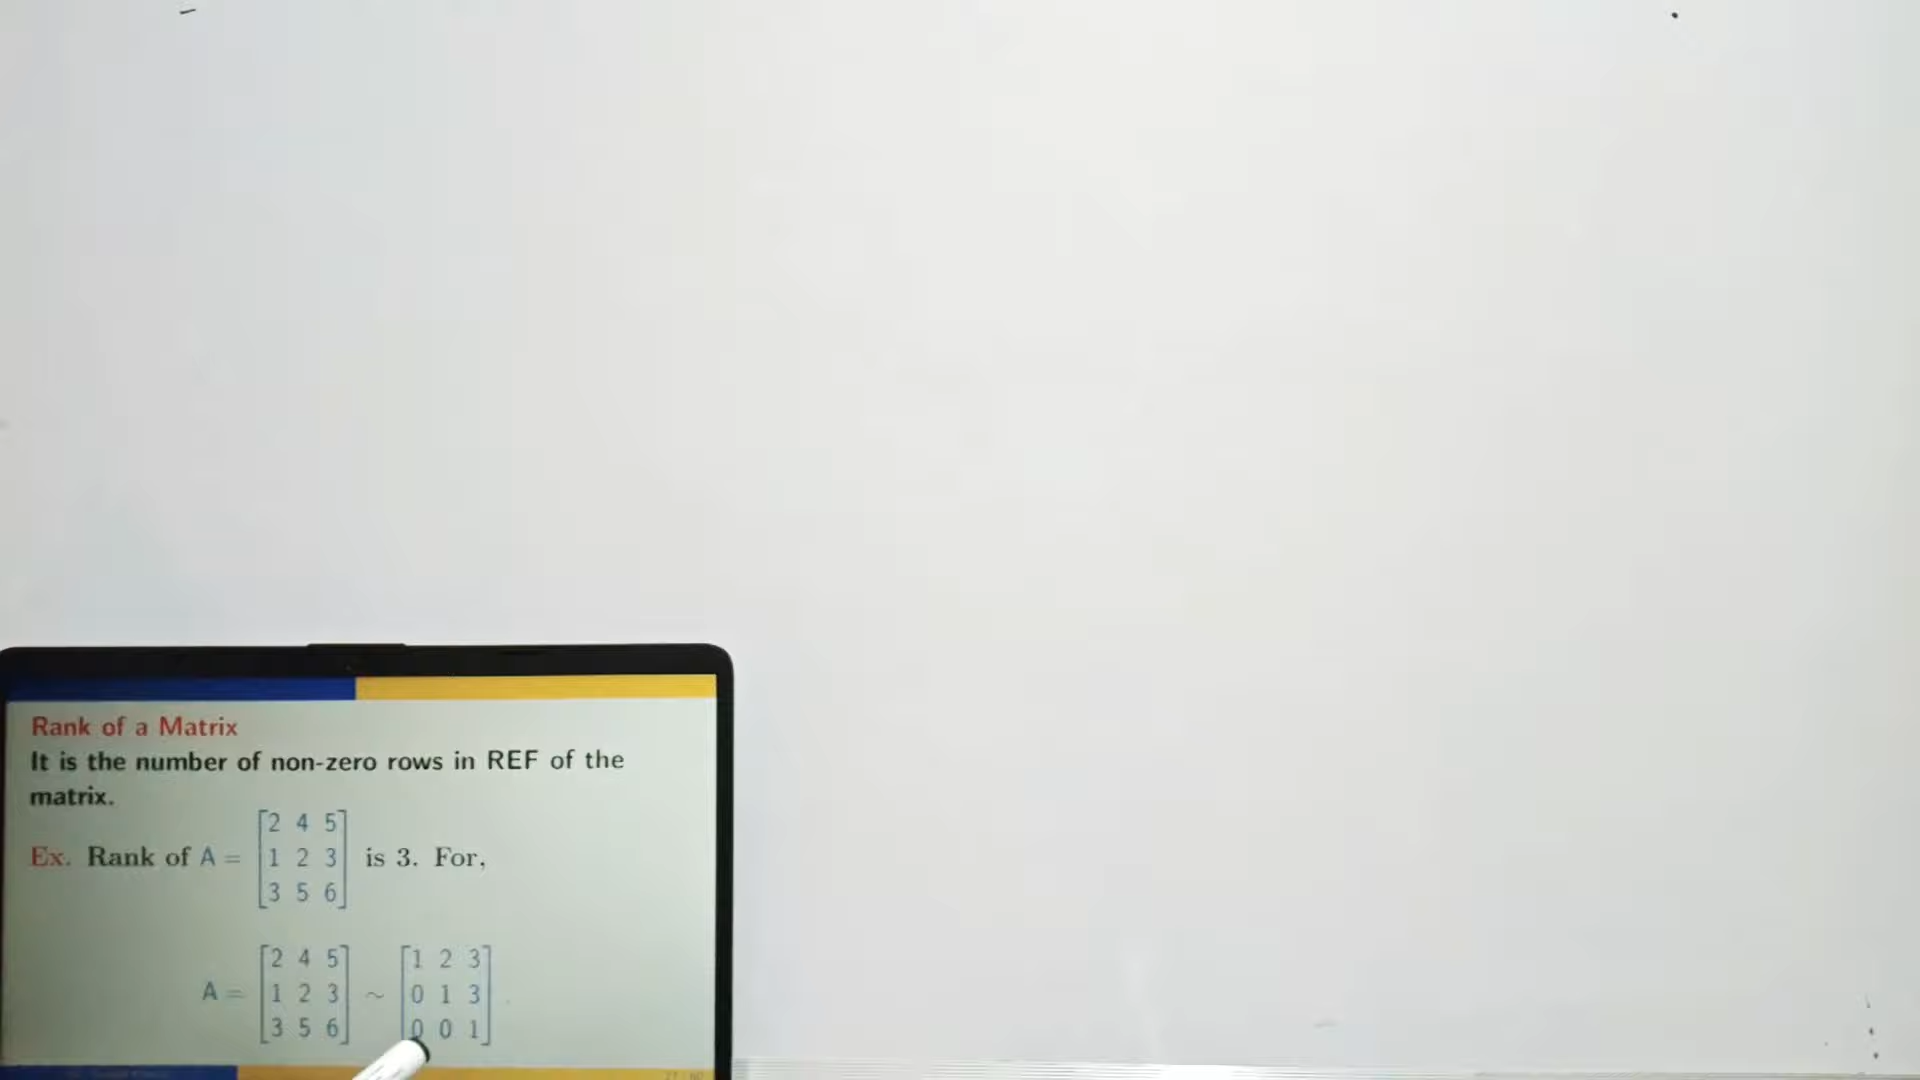 Rank of a Matrix
It is the number of non-zero rows in REF of the
matrix.
Ex. Rank of A = [2 4 5
1 2 3
3 5 6] is 3. For,
A = [2 4 5
1 2 3
3 5 6] ~ [1 2 3
0 1 3
0 0 1]